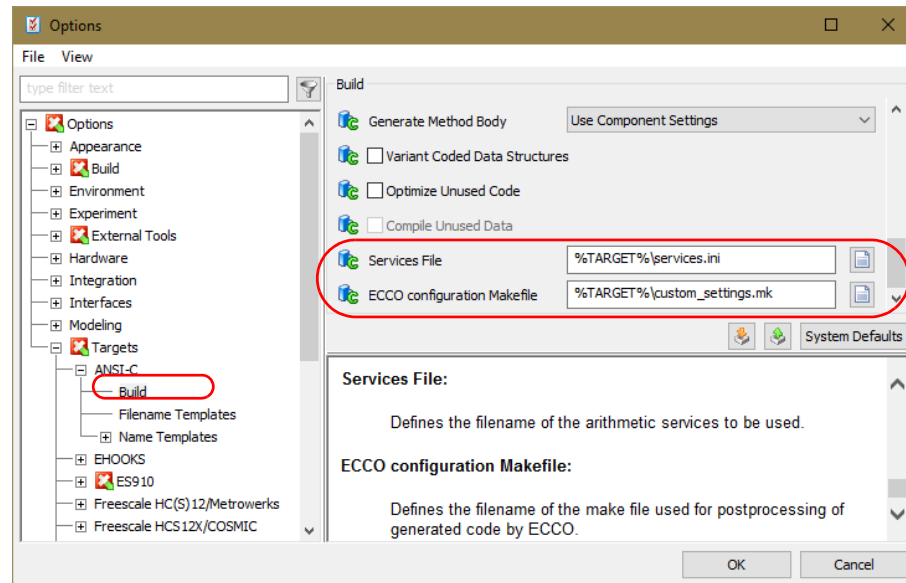 Options
File View
type filter text
Options
Appearance
Build
Environment
Experiment
External Tools
Hardware
Integration
Interfaces
Modeling
Targets
ANSI-C
Build
Filename Templates
Name Templates
EHOOKS
ES910
Freescale HC(S)12/Metrowerks
Freescale HCS12X/COSMIC
Build
Generate Method Body Use Component Settings
Variant Coded Data Structures
Optimize Unused Code
Compile Unused Data
Services File %TARGET%\services.ini
ECCO configuration Makefile %TARGET%\custom_settings.mk
System Defaults
Services File:
Defines the filename of the arithmetic services to be used.
ECCO configuration Makefile:
Defines the filename of the make file used for postprocessing of
generated code by ECCO.
OK Cancel